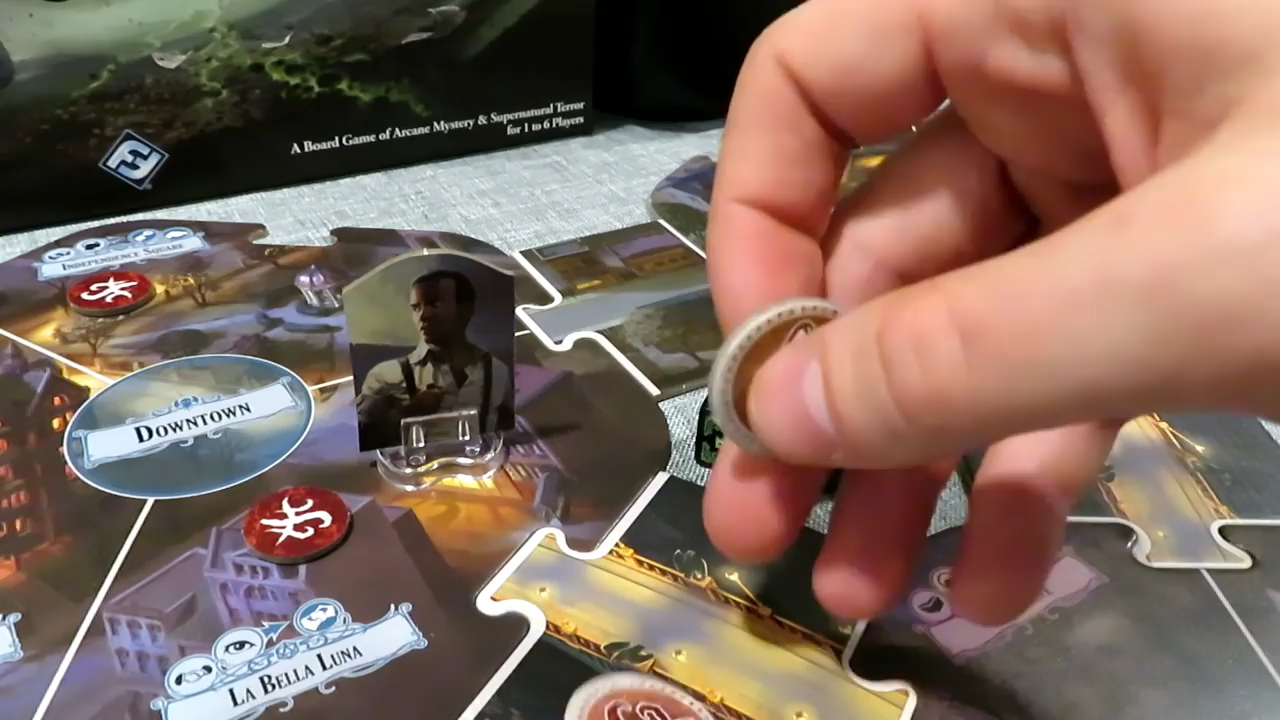 A Board Game of Arcane Mystery & Supernatural Terror
for 1 to 6 Players
INDEPENDENCE SQUARE
DOWNTOWN
LA BELLA LUNA